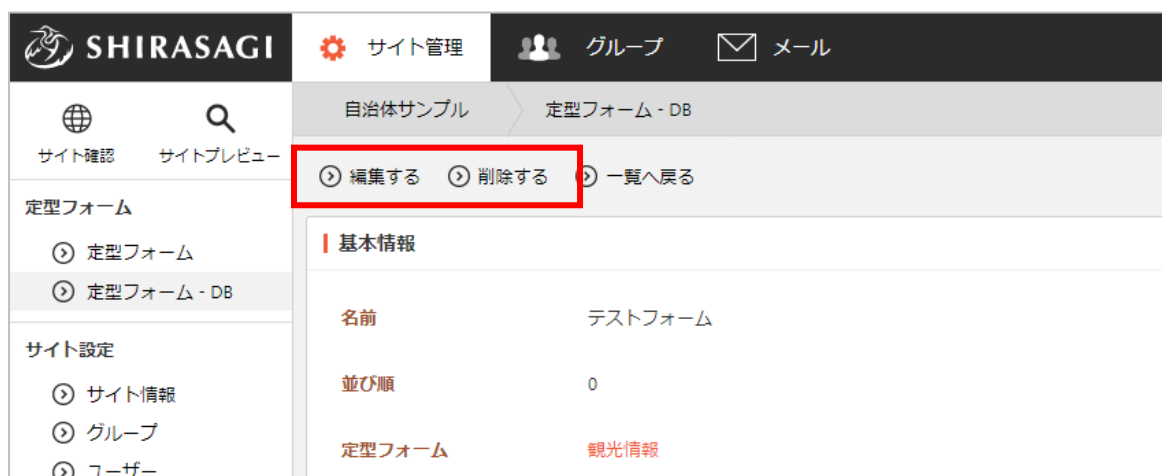 SHIRASAGI
サイト管理
グループ
メール
サイト確認
サイトプレビュー
自治体サンプル
定型フォーム - DB
編集する
削除する
一覧へ戻る
定型フォーム
定型フォーム
定型フォーム - DB
サイト設定
サイト情報
グループ
ユーザー
基本情報
名前 テストフォーム
並び順 0
定型フォーム 観光情報